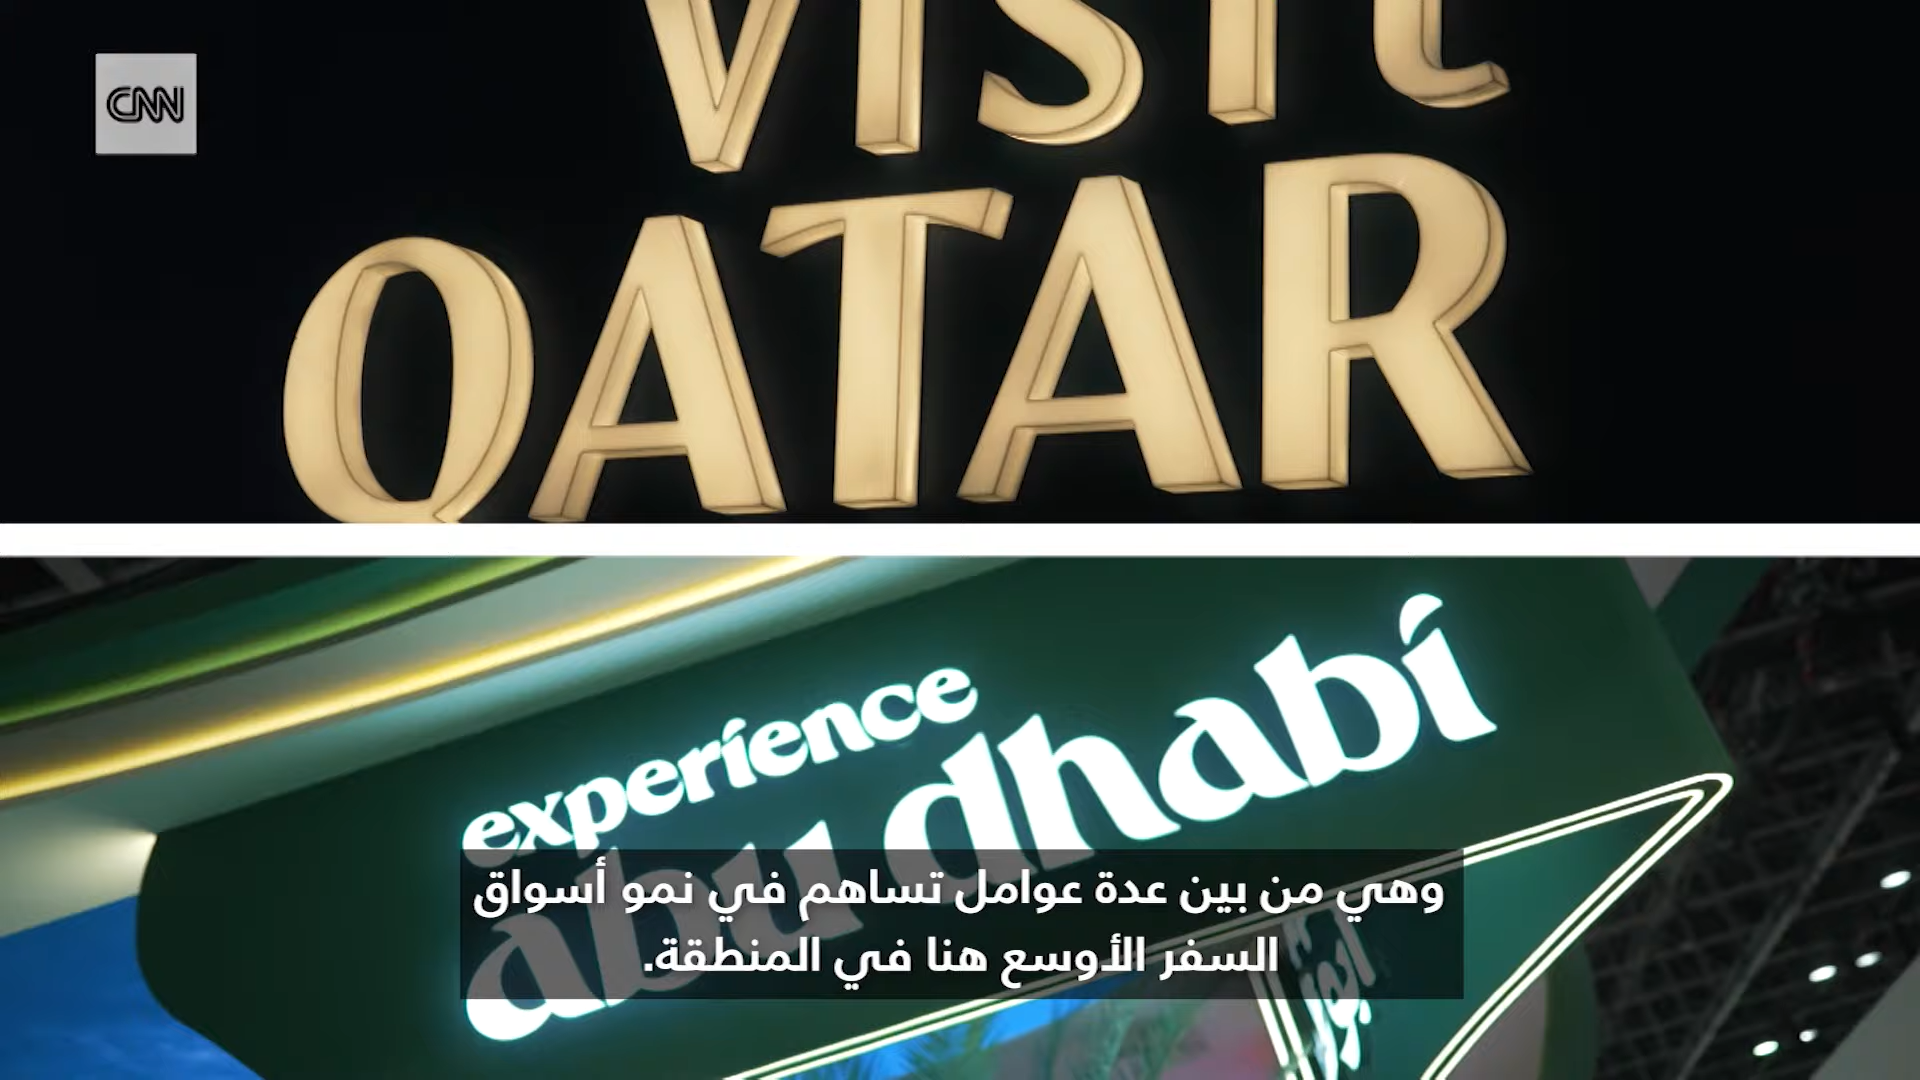 CNN
VISIT
QATAR
experience
abu dhabi
وهي من بين عدة عوامل تساهم في نمو أسواق
السفر الأوسع هنا في المنطقة.